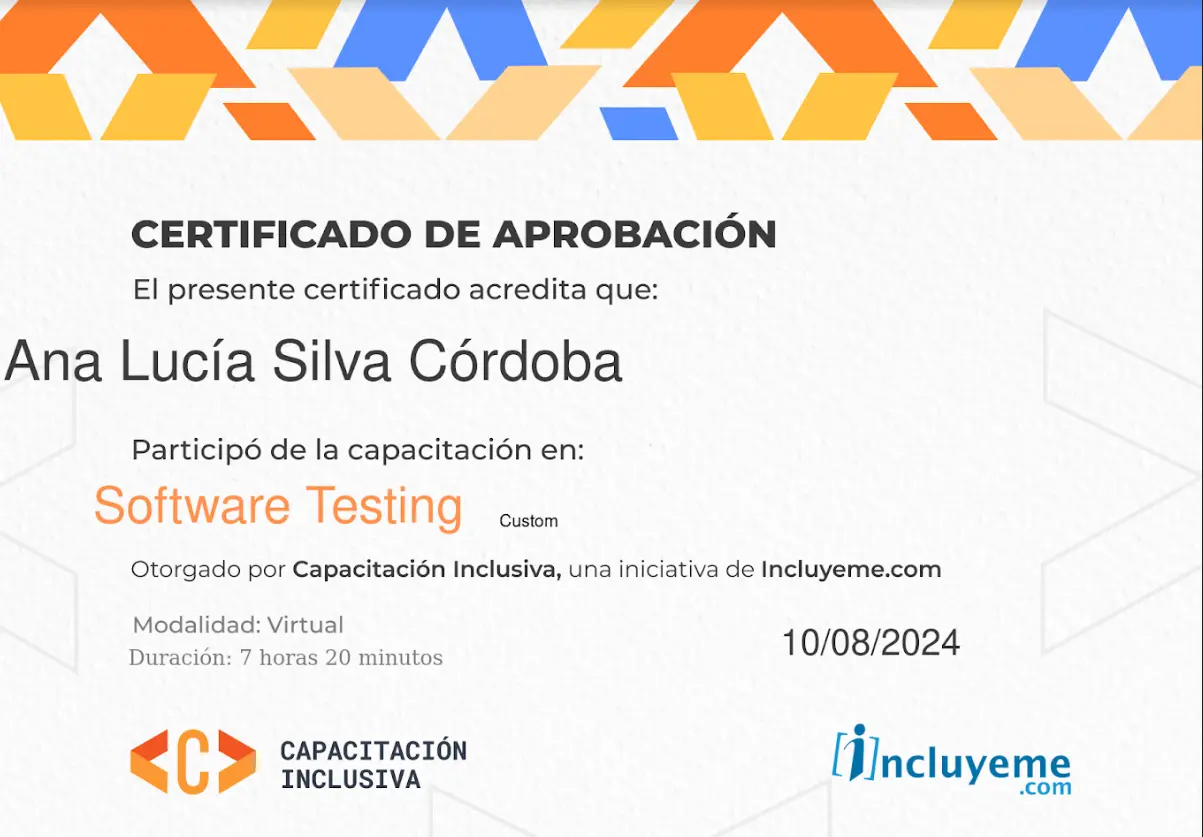 CERTIFICADO DE APROBACIÓN
El presente certificado acredita que:
Ana Lucía Silva Córdoba
Participó de la capacitación en:
Software Testing Custom
Otorgado por Capacitación Inclusiva, una iniciativa de Incluyeme.com
Modalidad: Virtual
Duración: 7 horas 20 minutos
10/08/2024
<C> CAPACITACIÓN
INCLUSIVA
[i]ncluyeme
.com